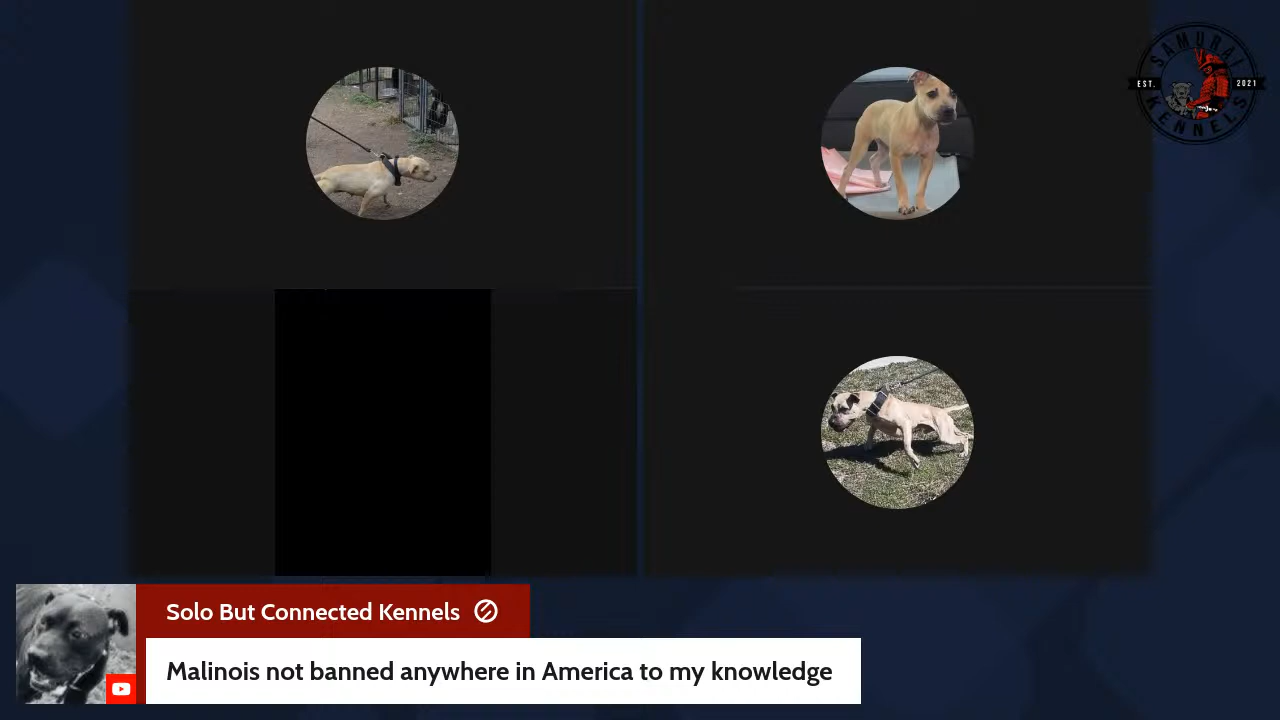 SAMURAI
EST. 2021
KENNELS
Solo But Connected Kennels
Malinois not banned anywhere in America to my knowledge